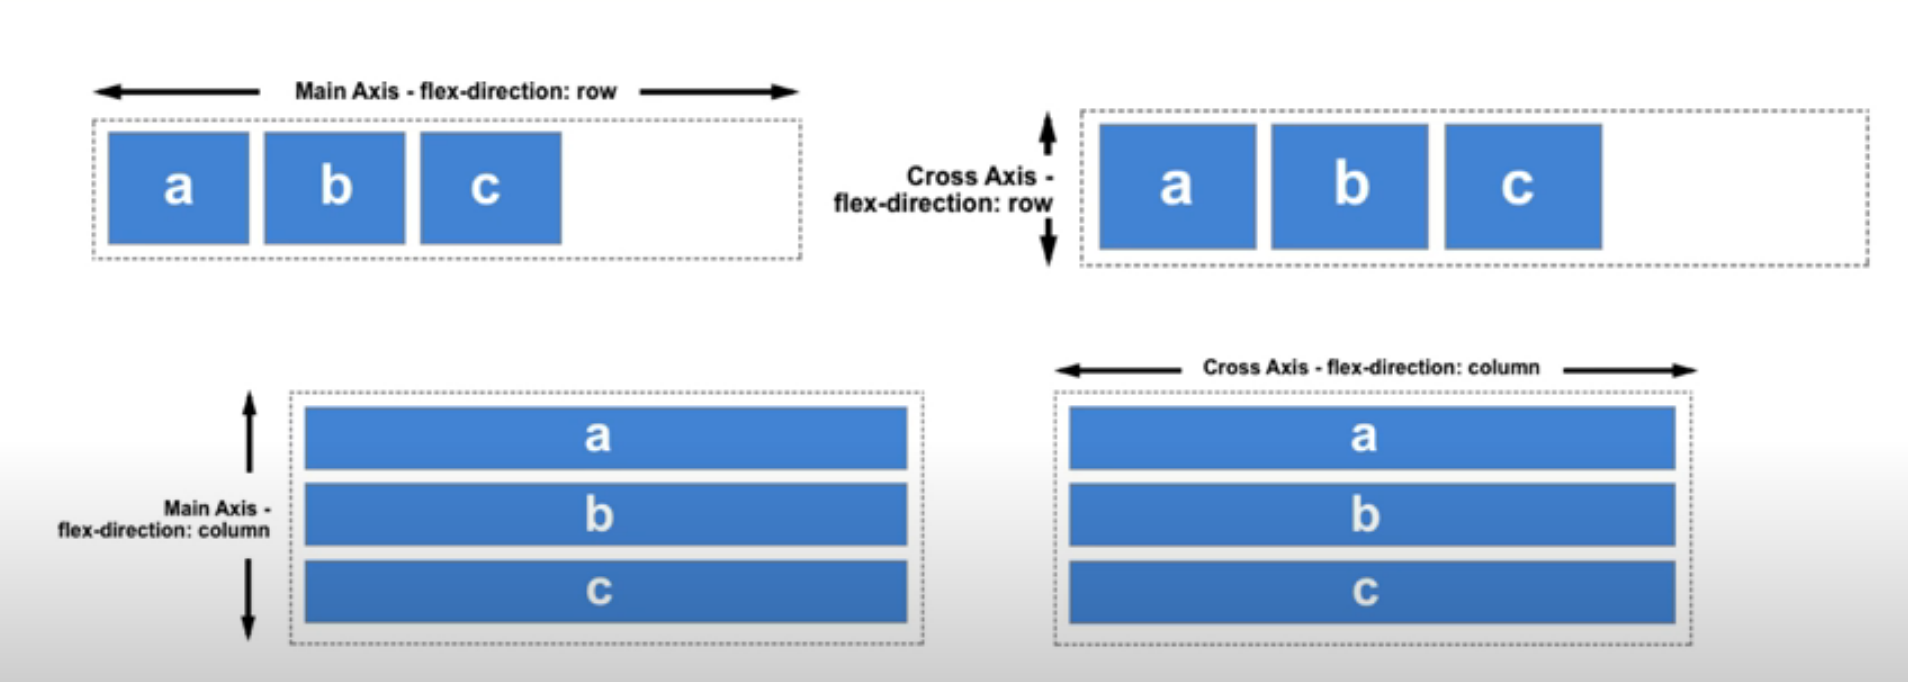 Main Axis - flex-direction: row
a b c
Cross Axis -
flex-direction: row
a b c
Main Axis -
flex-direction: column
a
b
c
Cross Axis - flex-direction: column
a
b
c